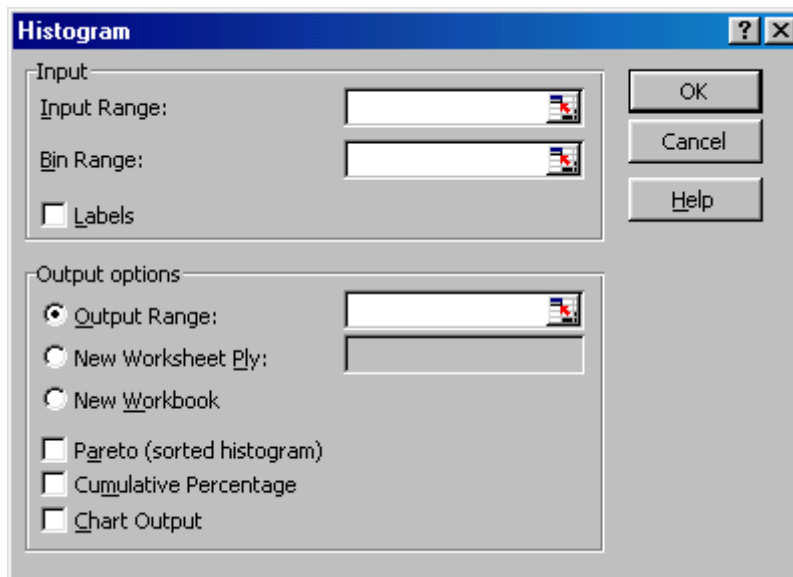 Histogram
Input
Input Range:
Bin Range:
Labels
OK
Cancel
Help
Output options
Output Range:
New Worksheet Ply:
New Workbook
Pareto (sorted histogram)
Cumulative Percentage
Chart Output